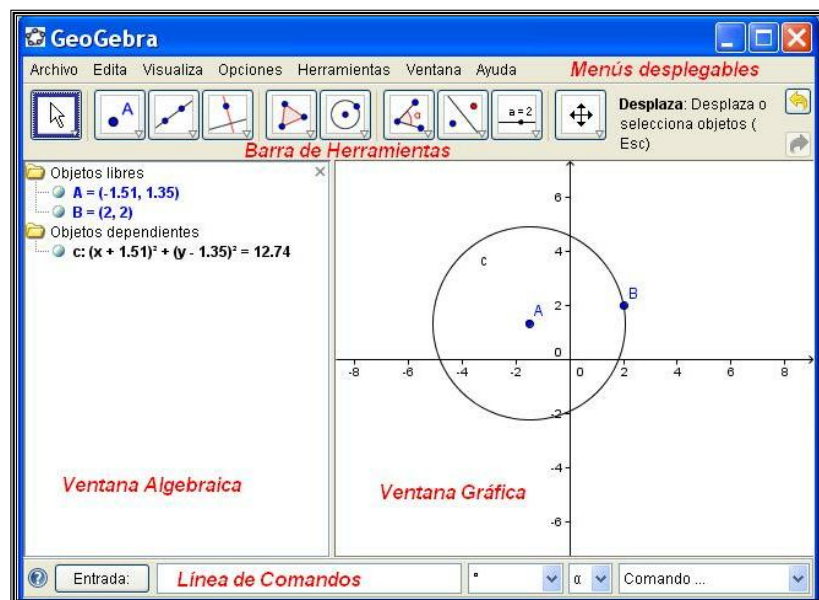 GeoGebra
Archivo Edita Visualiza Opciones Herramientas Ventana Ayuda Menús desplegables
A
α
a = 2
Desplaza: Desplaza o
selecciona objetos (
Esc)
Barra de Herramientas
Objetos libres
A = (-1.51, 1.35)
B = (2, 2)
Objetos dependientes
c: (x + 1.51)² + (y - 1.35)² = 12.74
6
4
c
B
A
2
0
-8 -6 -4 -2 0 2 4 6 8
-2
-4
-6
Ventana Algebraica
Ventana Gráfica
Entrada: Línea de Comandos ° α Comando ...